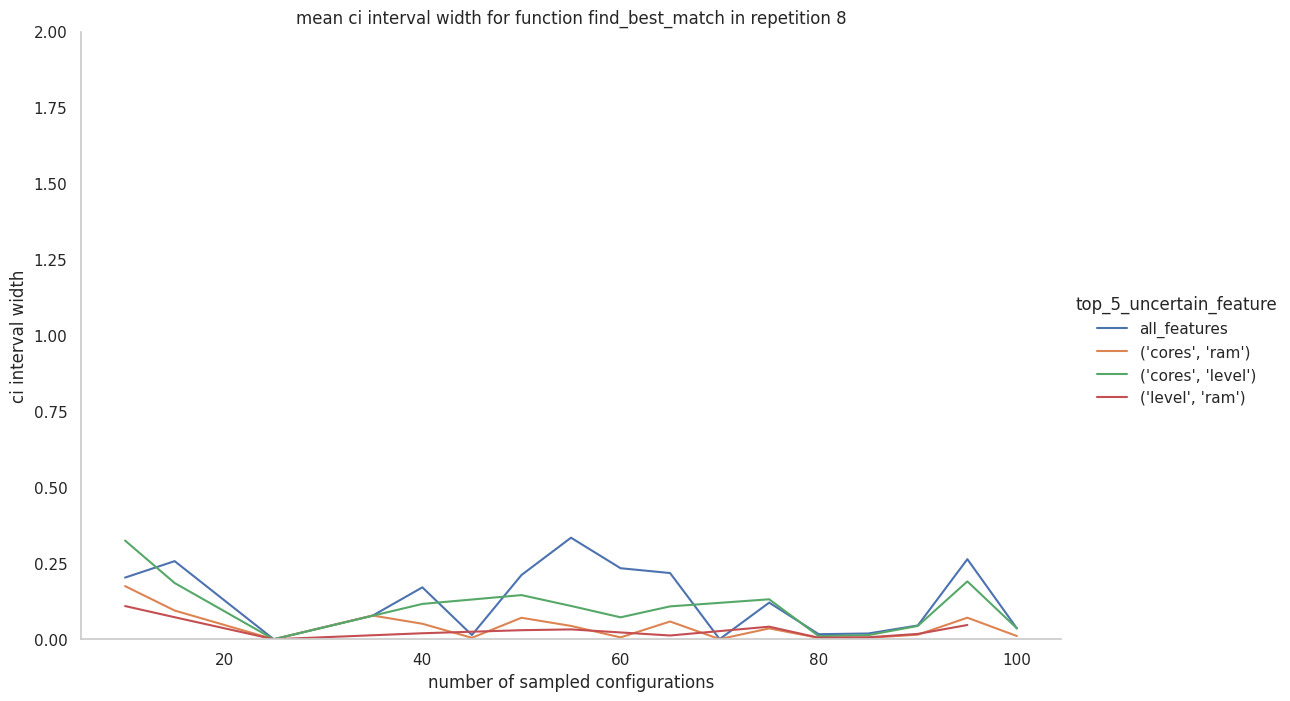 mean ci interval width for function find_best_match in repetition 8
2.00
1.75
1.50
1.25
1.00
0.75
0.50
0.25
0.00
ci interval width
20
40
60
80
100
number of sampled configurations
top_5_uncertain_feature
all_features
('cores', 'ram')
('cores', 'level')
('level', 'ram')